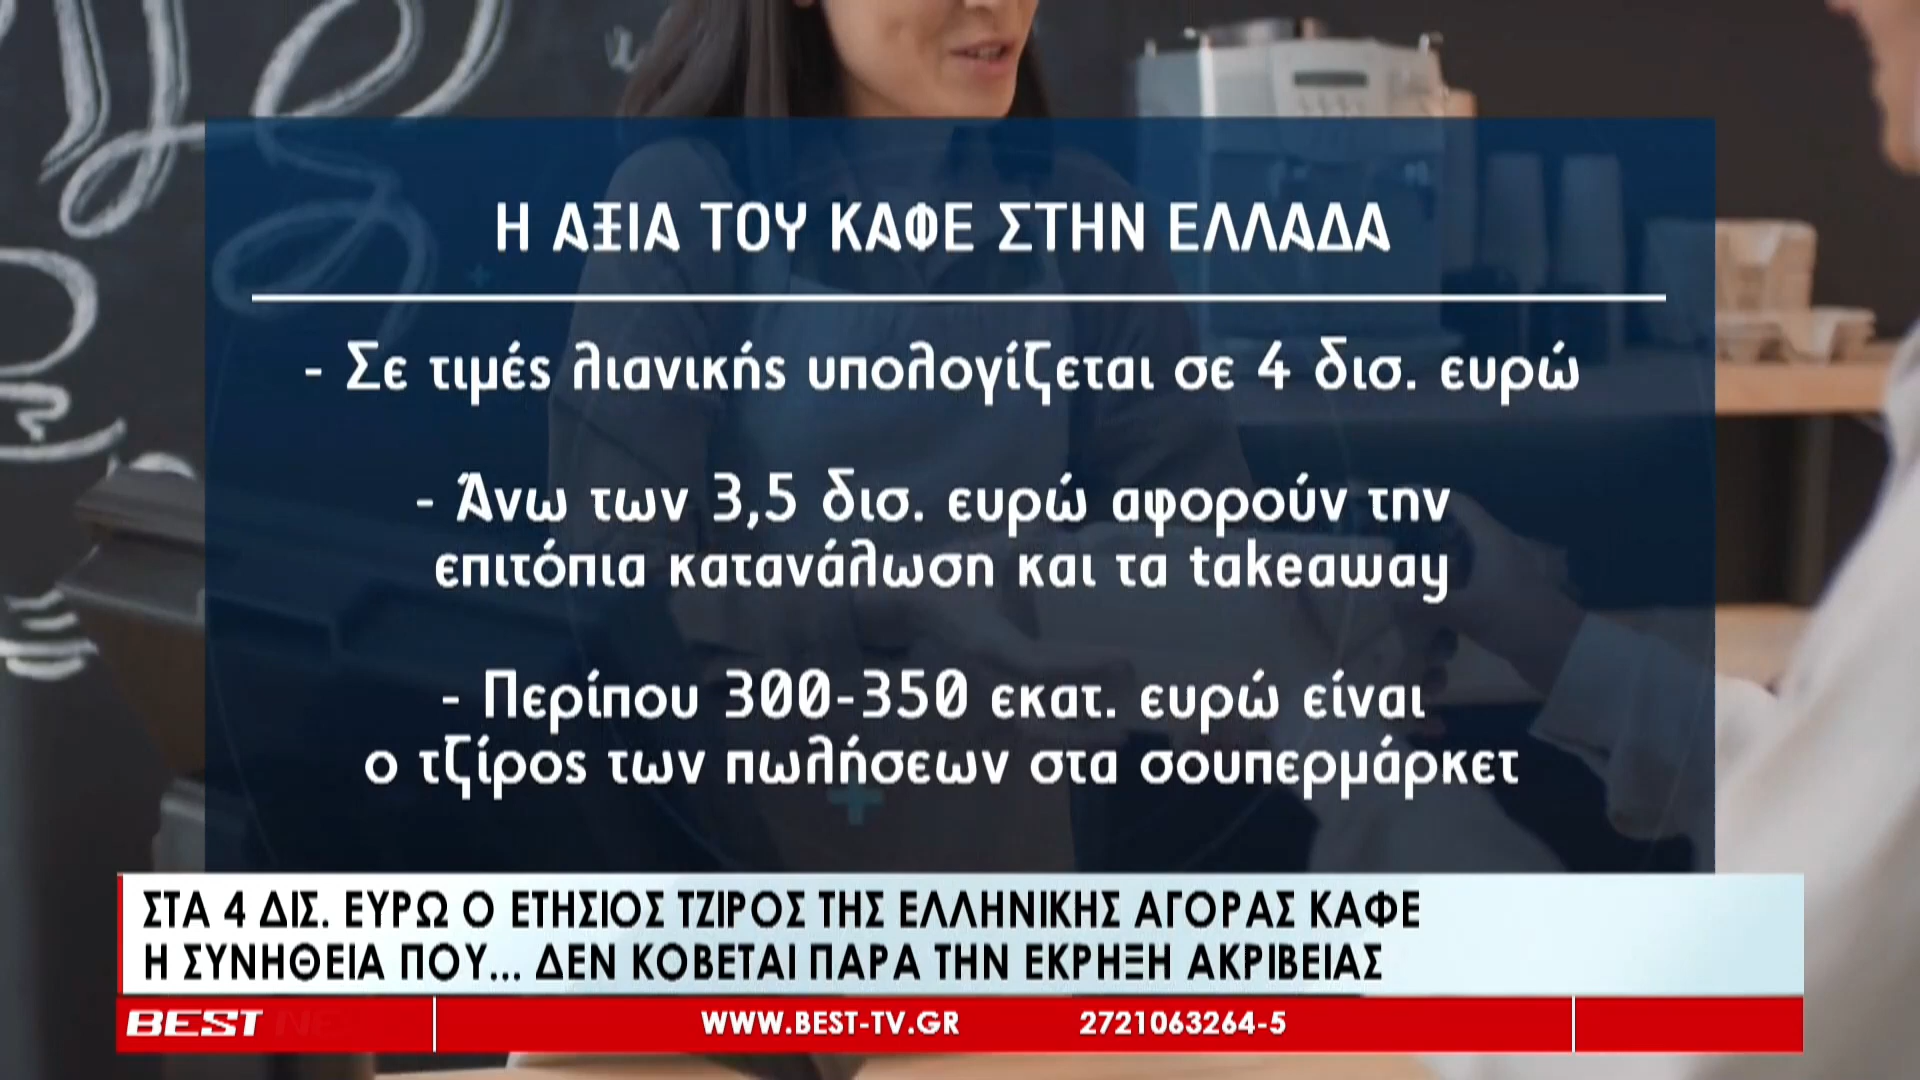 Η ΑΞΙΑ ΤΟΥ ΚΑΦΕ ΣΤΗΝ ΕΛΛΑΔΑ
- Σε τιμές λιανικής υπολογίζεται σε 4 δισ. ευρώ
- Άνω των 3,5 δισ. ευρώ αφορούν την
επιτόπια κατανάλωση και τα takeaway
- Περίπου 300-350 εκατ. ευρώ είναι
ο τζίρος των πωλήσεων στα σουπερμάρκετ
ΣΤΑ 4 ΔΙΣ. ΕΥΡΩ Ο ΕΤΗΣΙΟΣ ΤΖΙΡΟΣ ΤΗΣ ΕΛΛΗΝΙΚΗΣ ΑΓΟΡΑΣ ΚΑΦΕ
Η ΣΥΝΗΘΕΙΑ ΠΟΥ... ΔΕΝ ΚΟΒΕΤΑΙ ΠΑΡΑ ΤΗΝ ΕΚΡΗΞΗ ΑΚΡΙΒΕΙΑΣ
BEST WWW.BEST-TV.GR 2721063264-5